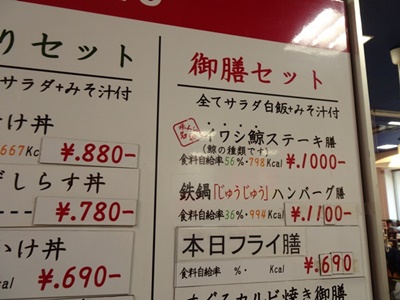 りセット
サラダ+みそ汁付
け丼
667Kc
¥.880-
しらす丼
¥.780-
いけ丼
¥.690-
御膳セット
全てサラダ白飯+みそ汁付
イワシ鯨ステーキ膳
(鯨の種類です)
食料自給率56%・798Kcal ¥.1000-
鉄鍋「じゅうじゅう」ハンバーグ膳
食料自給率36%・994Kcal ¥.1100-
本日フライ膳
食料自給率 %・ Kcal ¥.690